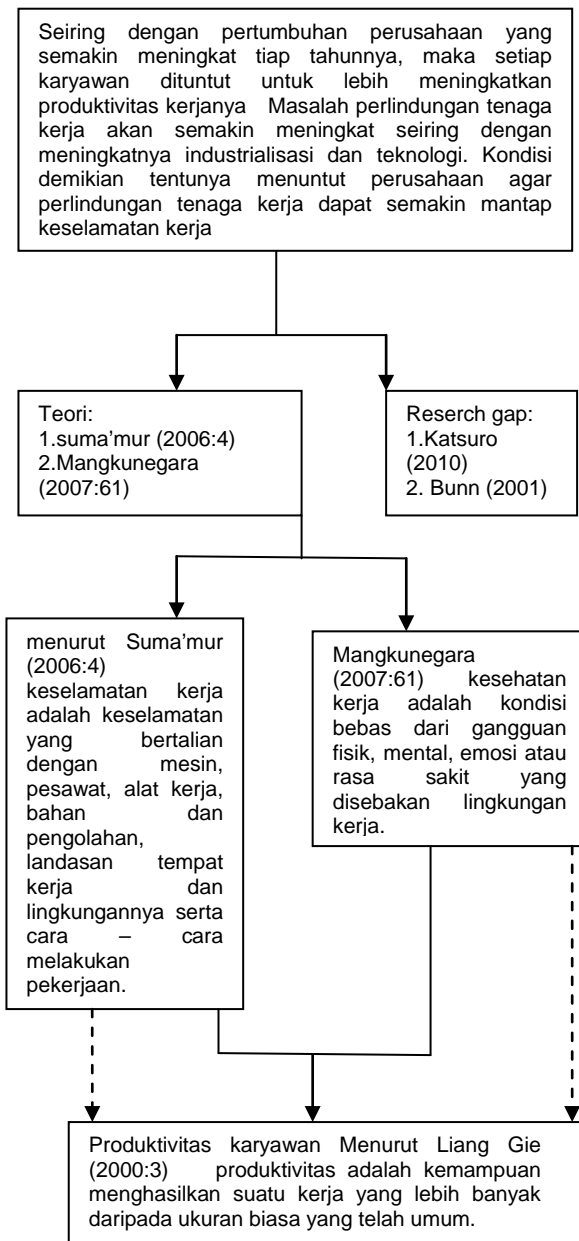 Seiring dengan pertumbuhan perusahaan yang
semakin meningkat tiap tahunnya, maka setiap
karyawan dituntut untuk lebih meningkatkan
produktivitas kerjanya Masalah perlindungan tenaga
kerja akan semakin meningkat seiring dengan
meningkatnya industrialisasi dan teknologi. Kondisi
demikian tentunya menuntut perusahaan agar
perlindungan tenaga kerja dapat semakin mantap
keselamatan kerja
Teori:
1.suma’mur (2006:4)
2.Mangkunegara
(2007:61)
Reserch gap:
1.Katsuro
(2010)
2. Bunn (2001)
menurut Suma’mur
(2006:4)
keselamatan kerja
adalah keselamatan
yang bertalian
dengan mesin,
pesawat, alat kerja,
bahan dan
pengolahan,
landasan tempat
kerja dan
lingkungannya serta
cara – cara
melakukan
pekerjaan.
Mangkunegara
(2007:61) kesehatan
kerja adalah kondisi
bebas dari gangguan
fisik, mental, emosi atau
rasa sakit yang
disebakan lingkungan
kerja.
Produktivitas karyawan Menurut Liang Gie
(2000:3) produktivitas adalah kemampuan
menghasilkan suatu kerja yang lebih banyak
daripada ukuran biasa yang telah umum.